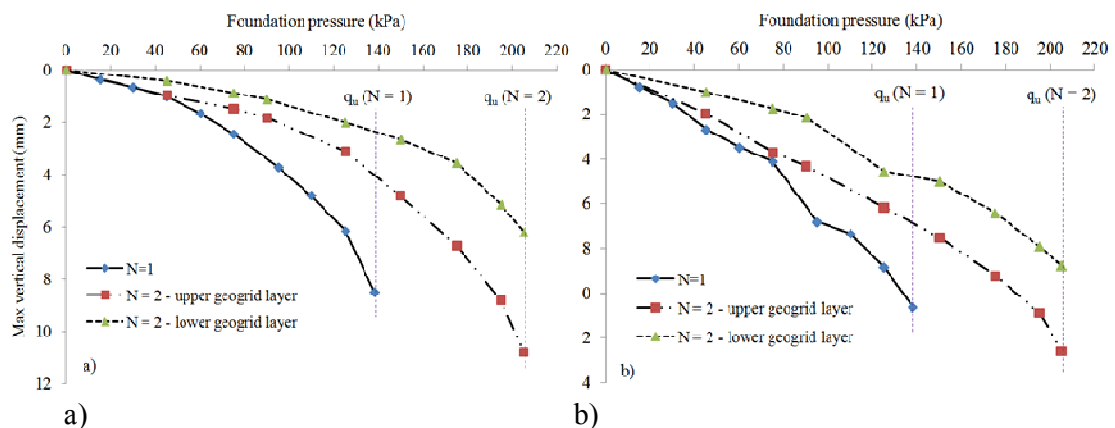 Foundation pressure (kPa)
0 20 40 60 80 100 120 140 160 180 200 220
Max vertical displacement (mm)
0
2
4
6
8
10
12
qu (N = 1)
qu (N = 2)
N=1
N = 2 - upper geogrid layer
N = 2 - lower geogrid layer
a)
a)
Foundation pressure (kPa)
0 20 40 60 80 100 120 140 160 180 200 220
0
2
4
6
8
0
2
4
qu (N = 1)
qu (N = 2)
N=1
N = 2 - upper geogrid layer
N = 2 - lower geogrid layer
b)
b)